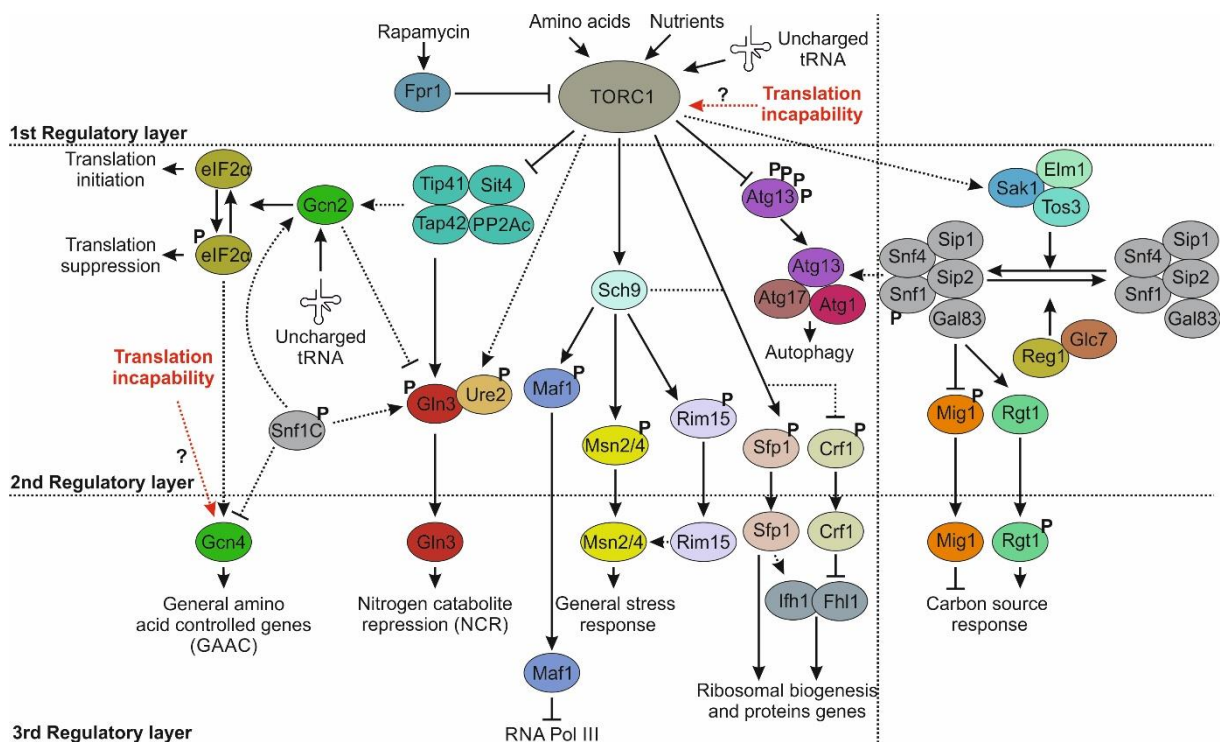 Amino acids
Nutrients
Rapamycin
Uncharged
tRNA
Fpr1
TORC1
?
Translation
incapability
1st Regulatory layer
Translation
initiation
eIF2α
Gcn2
Tip41
Sit4
Tap42
PP2Ac
P
P
P
P
Atg13
Elm1
Sak1
Tos3
P
eIF2α
Translation
suppression
Sch9
Atg13
Atg17
Atg1
Autophagy
Snf4
Sip1
Sip2
Snf1
P
Gal83
Snf4
Sip1
Sip2
Snf1
Gal83
Reg1
Glc7
Uncharged
tRNA
Translation
incapability
?
Snf1C
P
P
Gln3
Ure2
P
Maf1
P
Msn2/4
P
Rim15
P
Sfp1
P
Crf1
P
Mig1
P
Rgt1
2nd Regulatory layer
Gcn4
Gln3
Msn2/4
Rim15
Sfp1
Crf1
Mig1
Rgt1
P
Ifh1
Fhl1
General amino
acid controlled genes
(GAAC)
Nitrogen catabolite
repression (NCR)
General stress
response
Carbon source
response
Maf1
Ribosomal biogenesis
and proteins genes
3rd Regulatory layer
RNA Pol III